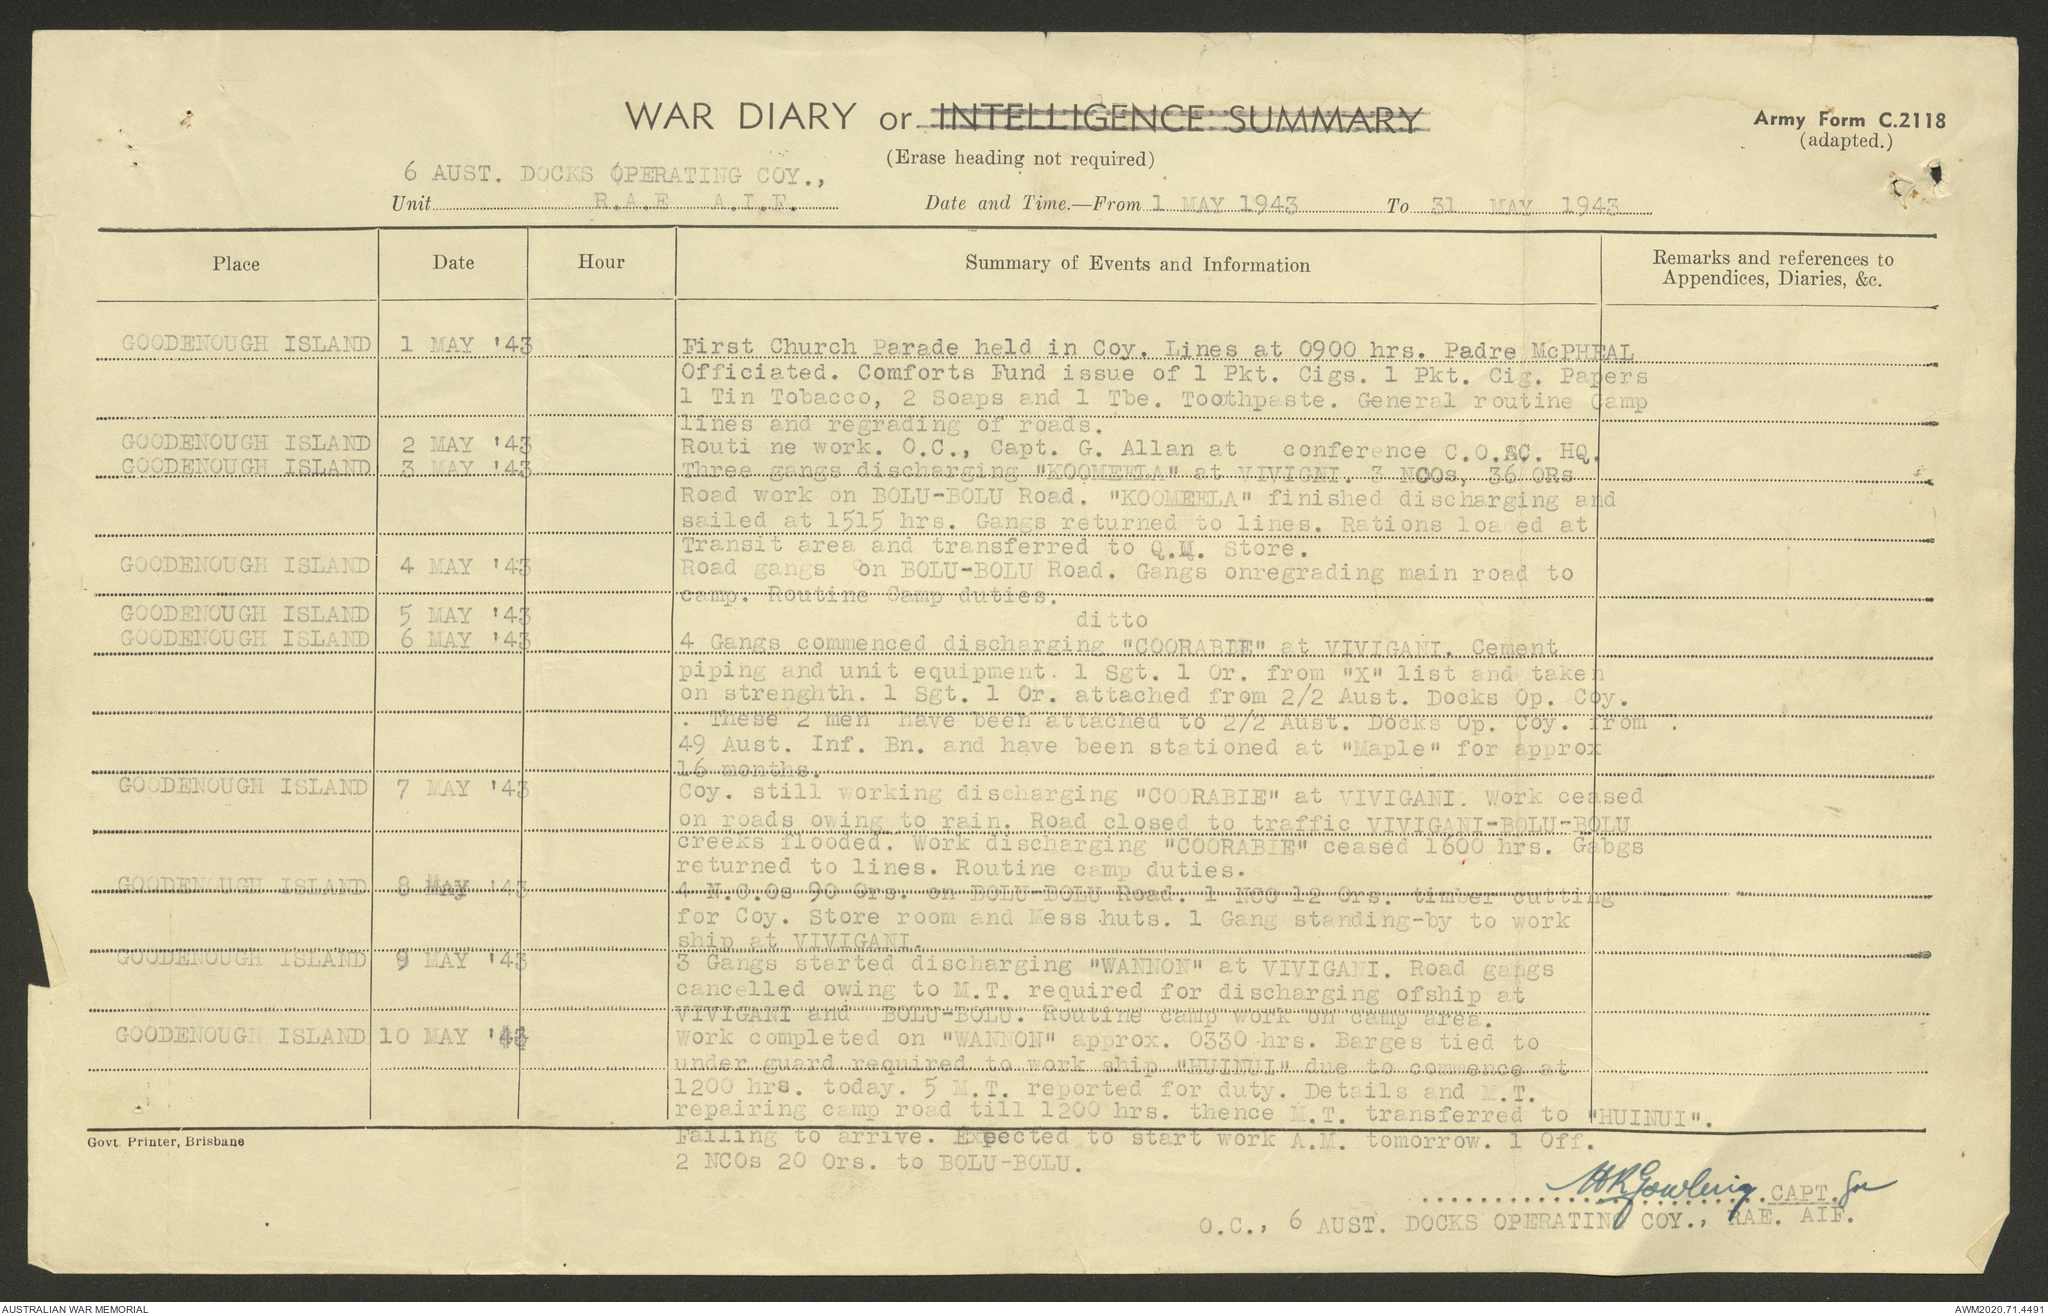 WAR DIARY or INTELLIGENCE SUMMARY
Army Form C.2118
(adapted.)
(Erase heading not required)
6 AUST. DOCKS OPERATING COY.,
Unit R.A.E A.I.F. Date and Time.—From 1 MAY 1943 To 31 MAY 1943
Place Date Hour Summary of Events and Information Remarks and references to
Appendices, Diaries, &c.
GOODENOUGH ISLAND 1 MAY '43 First Church Parade held in Coy. Lines at 0900 hrs. Padre McPHEAL
Officiated. Comforts Fund issue of 1 Pkt. Cigs. 1 Pkt. Cig. Papers
1 Tin Tobacco, 2 Soaps and 1 Tbe. Toothpaste. General routine Camp
lines and regrading of roads.
GOODENOUGH ISLAND 2 MAY '43 Routi ne work. O.C., Capt. G. Allan at conference HQ.
GOODENOUGH ISLAND 3 MAY '43 Three gangs discharging "KOOMEELA" at VIVIGNI. 3 NCOs, 36 ORs
Road work on BOLU-BOLU Road. "KOOMEELA" finished discharging and
sailed at 1515 hrs. Gangs returned to lines. Rations loaded at
Transit area and transferred to Q.M. Store.
GOODENOUGH ISLAND 4 MAY '43 Road gangs on BOLU-BOLU Road. Gangs onregrading main road to
camp. Routine Camp duties.
GOODENOUGH ISLAND 5 MAY '43 ditto
GOODENOUGH ISLAND 6 MAY '43 4 Gangs commenced discharging "COORABIE" at VIVIGANI. Cement
piping and unit equipment. 1 Sgt. 1 Or. from "X" list and taken
on strenghth. 1 Sgt. 1 Or. attached from 2/2 Aust. Docks Op. Coy.
. These 2 men have been attached to 2/2 Aust. Docks Op. Coy. from .
49 Aust. Inf. Bn. and have been stationed at "Maple" for approx
16 months.
GOODENOUGH ISLAND 7 MAY '43 Coy. still working discharging "COORABIE" at VIVIGANI. Work ceased
on roads owing to rain. Road closed to traffic VIVIGANI-BOLU-BOLU
creeks flooded. Work discharging "COORABIE" ceased 1600 hrs. Gabgs
returned to lines. Routine camp duties.
GOODENOUGH ISLAND 8 May '43 4 N.C.Os 90 Ors. on BOLU-BOLU Road. 1 NCO 12 Ors. timber cutting
for Coy. Store room and Mess huts. 1 Gang standing-by to work
ship at VIVIGANI.
GOODENOUGH ISLAND 9 MAY '43 3 Gangs started discharging "WANNON" at VIVIGANI. Road gangs
cancelled owing to M.T. required for discharging ofship at
VIVIGANI and BOLU-BOLU. Routine camp work on camp area.
GOODENOUGH ISLAND 10 MAY '43 Work completed on "WANNON" approx. 0330 hrs. Barges tied to
under guard required to work ship "HUINUI" due to commence at
1200 hrs. today. 5 M.T. reported for duty. Details and M.T.
repairing camp road till 1200 hrs. thence M.T. transferred to "HUINUI".
Failing to arrive. Expected to start work A.M. tomorrow. 1 Off.
2 NCOs 20 Ors. to BOLU-BOLU.
Govt. Printer, Brisbane
HRGowling CAPT. for
O.C., 6 AUST. DOCKS OPERATING COY., RAE. AIF.
AUSTRALIAN WAR MEMORIAL
AWM2020.71.4491